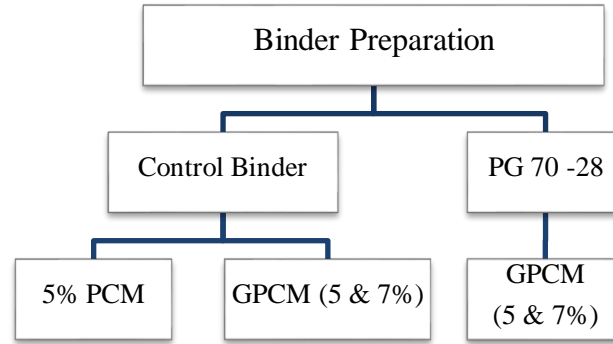 Binder Preparation
Control Binder
PG 70 -28
5% PCM
GPCM (5 & 7%)
GPCM
(5 & 7%)